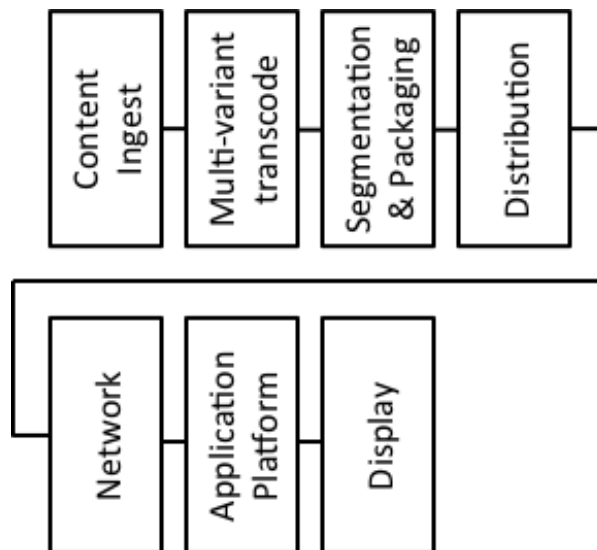 Content
Ingest
Multi-variant
transcode
Segmentation
& Packaging
Distribution
Network
Application
Platform
Display